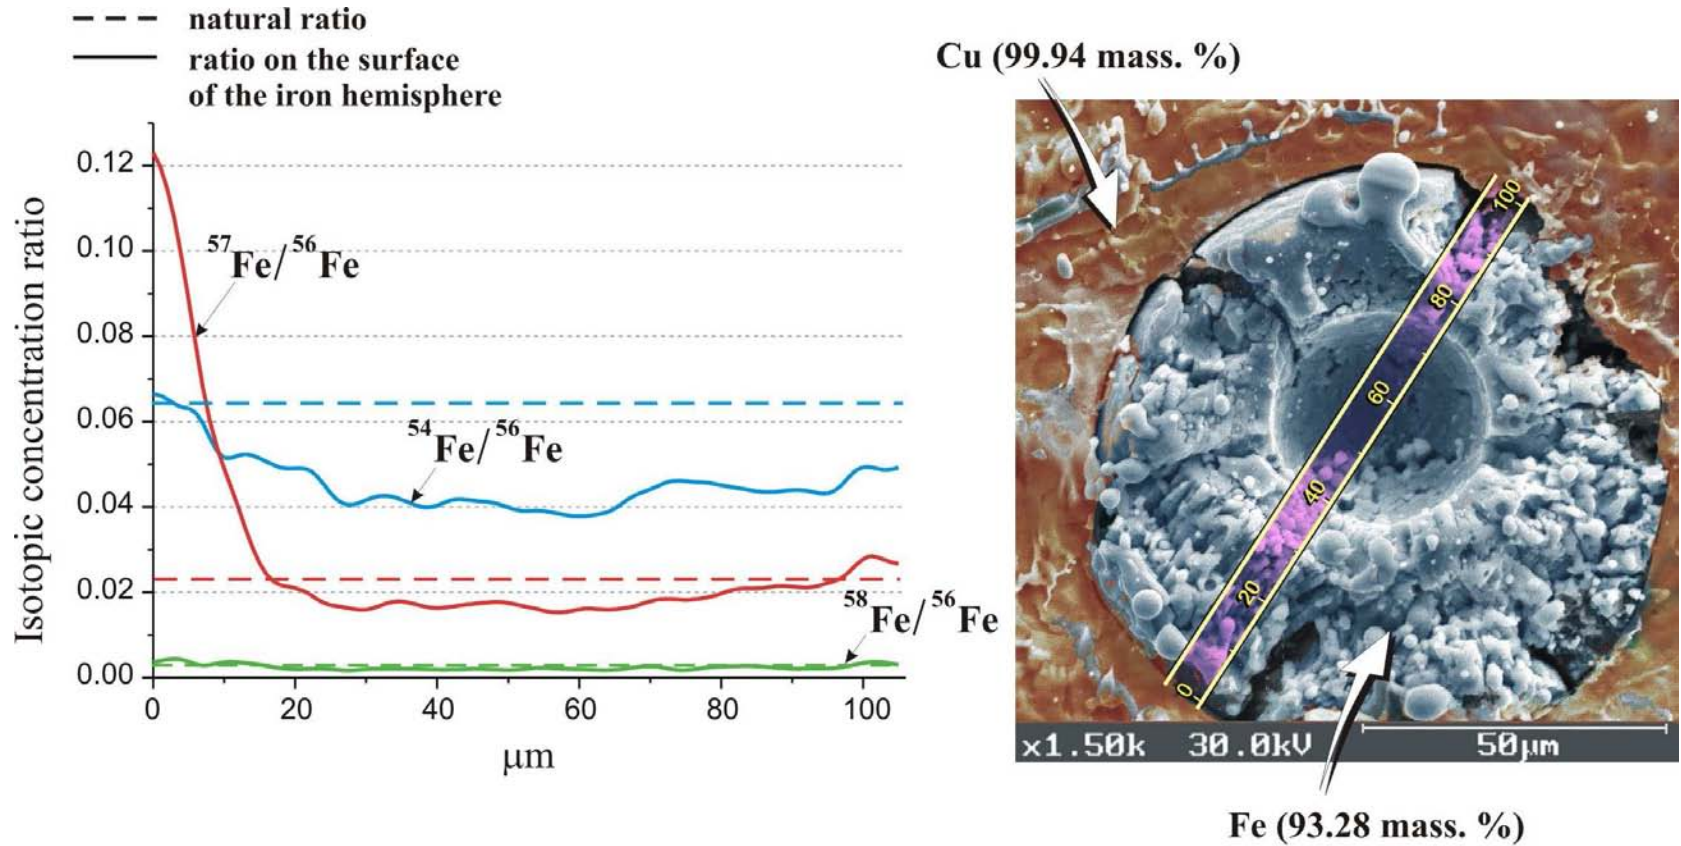 natural ratio
ratio on the surface
of the iron hemisphere
Isotopic concentration ratio
0.12
0.10
0.08
0.06
0.04
0.02
0.00
57Fe/56Fe
54Fe/56Fe
58Fe/56Fe
0 20 40 60 80 100
μm
Cu (99.94 mass. %)
100
80
60
40
20
0
x1.50k 30.0kV 50μm
Fe (93.28 mass. %)